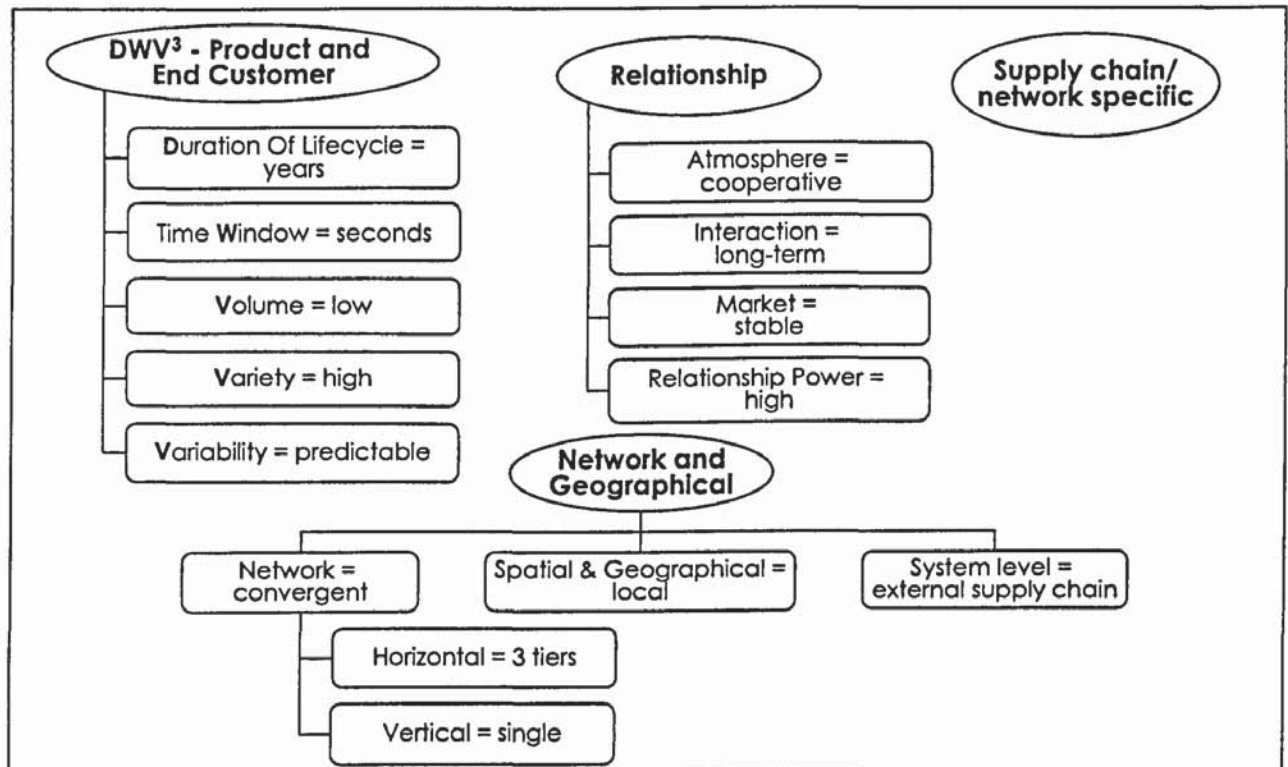 DWV³ - Product and
End Customer
Duration Of Lifecycle =
years
Time Window = seconds
Volume = low
Variety = high
Variability = predictable
Relationship
Atmosphere =
cooperative
Interaction =
long-term
Market =
stable
Relationship Power =
high
Supply chain/
network specific
Network and
Geographical
Network =
convergent
Horizontal = 3 tiers
Vertical = single
Spatial & Geographical =
local
System level =
external supply chain